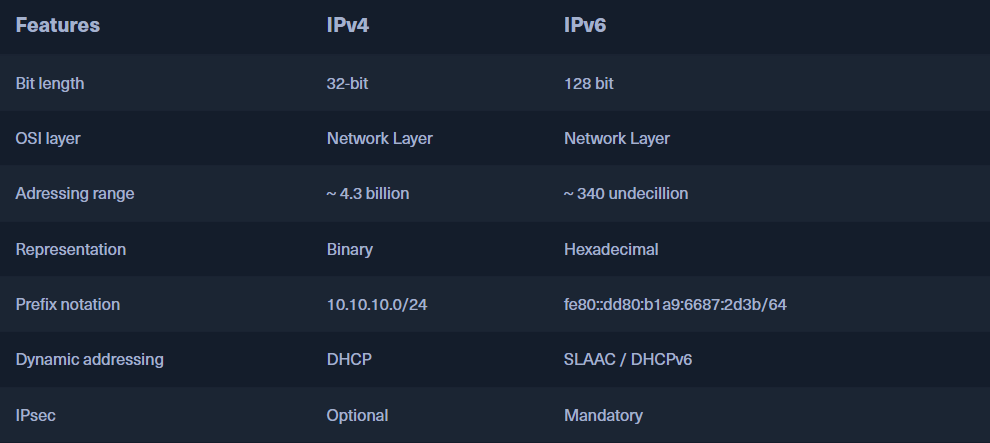 Features IPv4 IPv6
Bit length 32-bit 128 bit
OSI layer Network Layer Network Layer
Adressing range ~ 4.3 billion ~ 340 undecillion
Representation Binary Hexadecimal
Prefix notation 10.10.10.0/24 fe80::dd80:b1a9:6687:2d3b/64
Dynamic addressing DHCP SLAAC / DHCPv6
IPsec Optional Mandatory